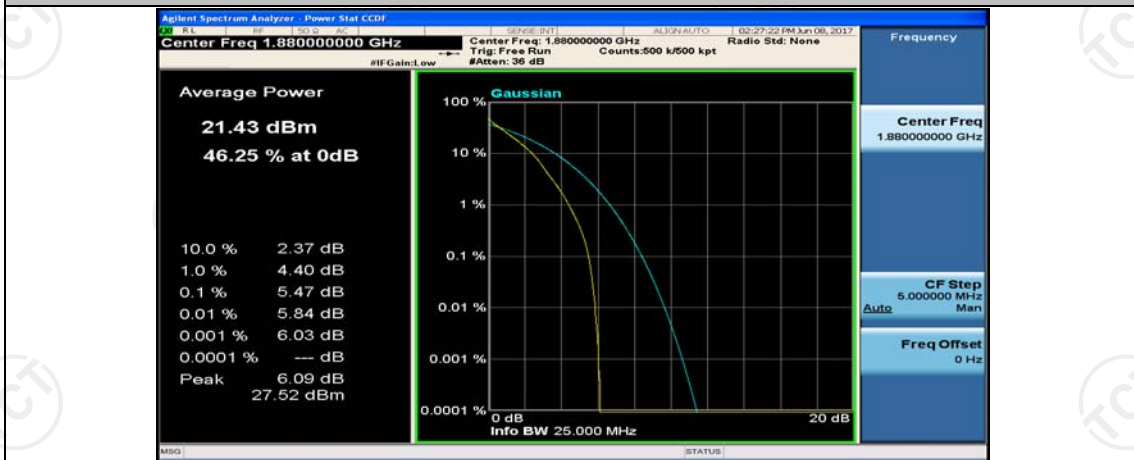 Agilent Spectrum Analyzer - Power Stat CCDF
RL RF 50 Ω AC SENSE:INT ALIGN AUTO 02:27:22 PM Jun 08, 2017
Center Freq 1.880000000 GHz
Center Freq: 1.880000000 GHz Radio Std: None
Trig: Free Run Counts:500 k/500 kpt
#IFGain:Low #Atten: 36 dB
Frequency
Average Power
21.43 dBm
46.25 % at 0dB
10.0 % 2.37 dB
1.0 % 4.40 dB
0.1 % 5.47 dB
0.01 % 5.84 dB
0.001 % 6.03 dB
0.0001 % --- dB
Peak 6.09 dB
27.52 dBm
Gaussian
100 %
10 %
1 %
0.1 %
0.01 %
0.001 %
0.0001 %
0 dB 20 dB
Info BW 25.000 MHz
Center Freq
1.880000000 GHz
CF Step
5.000000 MHz
Auto Man
Freq Offset
0 Hz
MSG STATUS